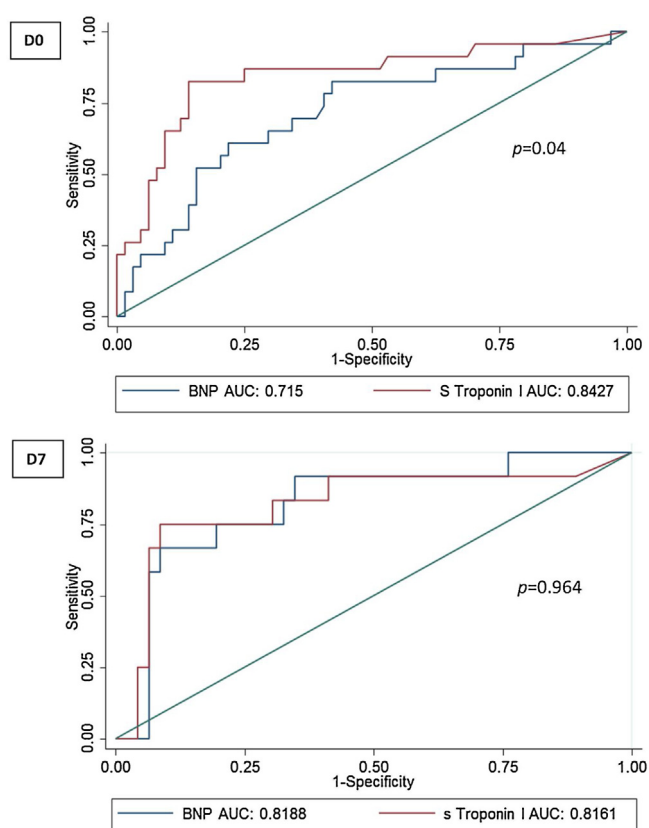 D0
1.00
0.75
0.50
0.25
0.00
Sensitivity
p=0.04
0.00 0.25 0.50 0.75 1.00
1-Specificity
BNP AUC: 0.715 S Troponin I AUC: 0.8427
D7
1.00
0.75
0.50
0.25
0.00
Sensitivity
p=0.964
0.00 0.25 0.50 0.75 1.00
1-Specificity
BNP AUC: 0.8188 s Troponin I AUC: 0.8161